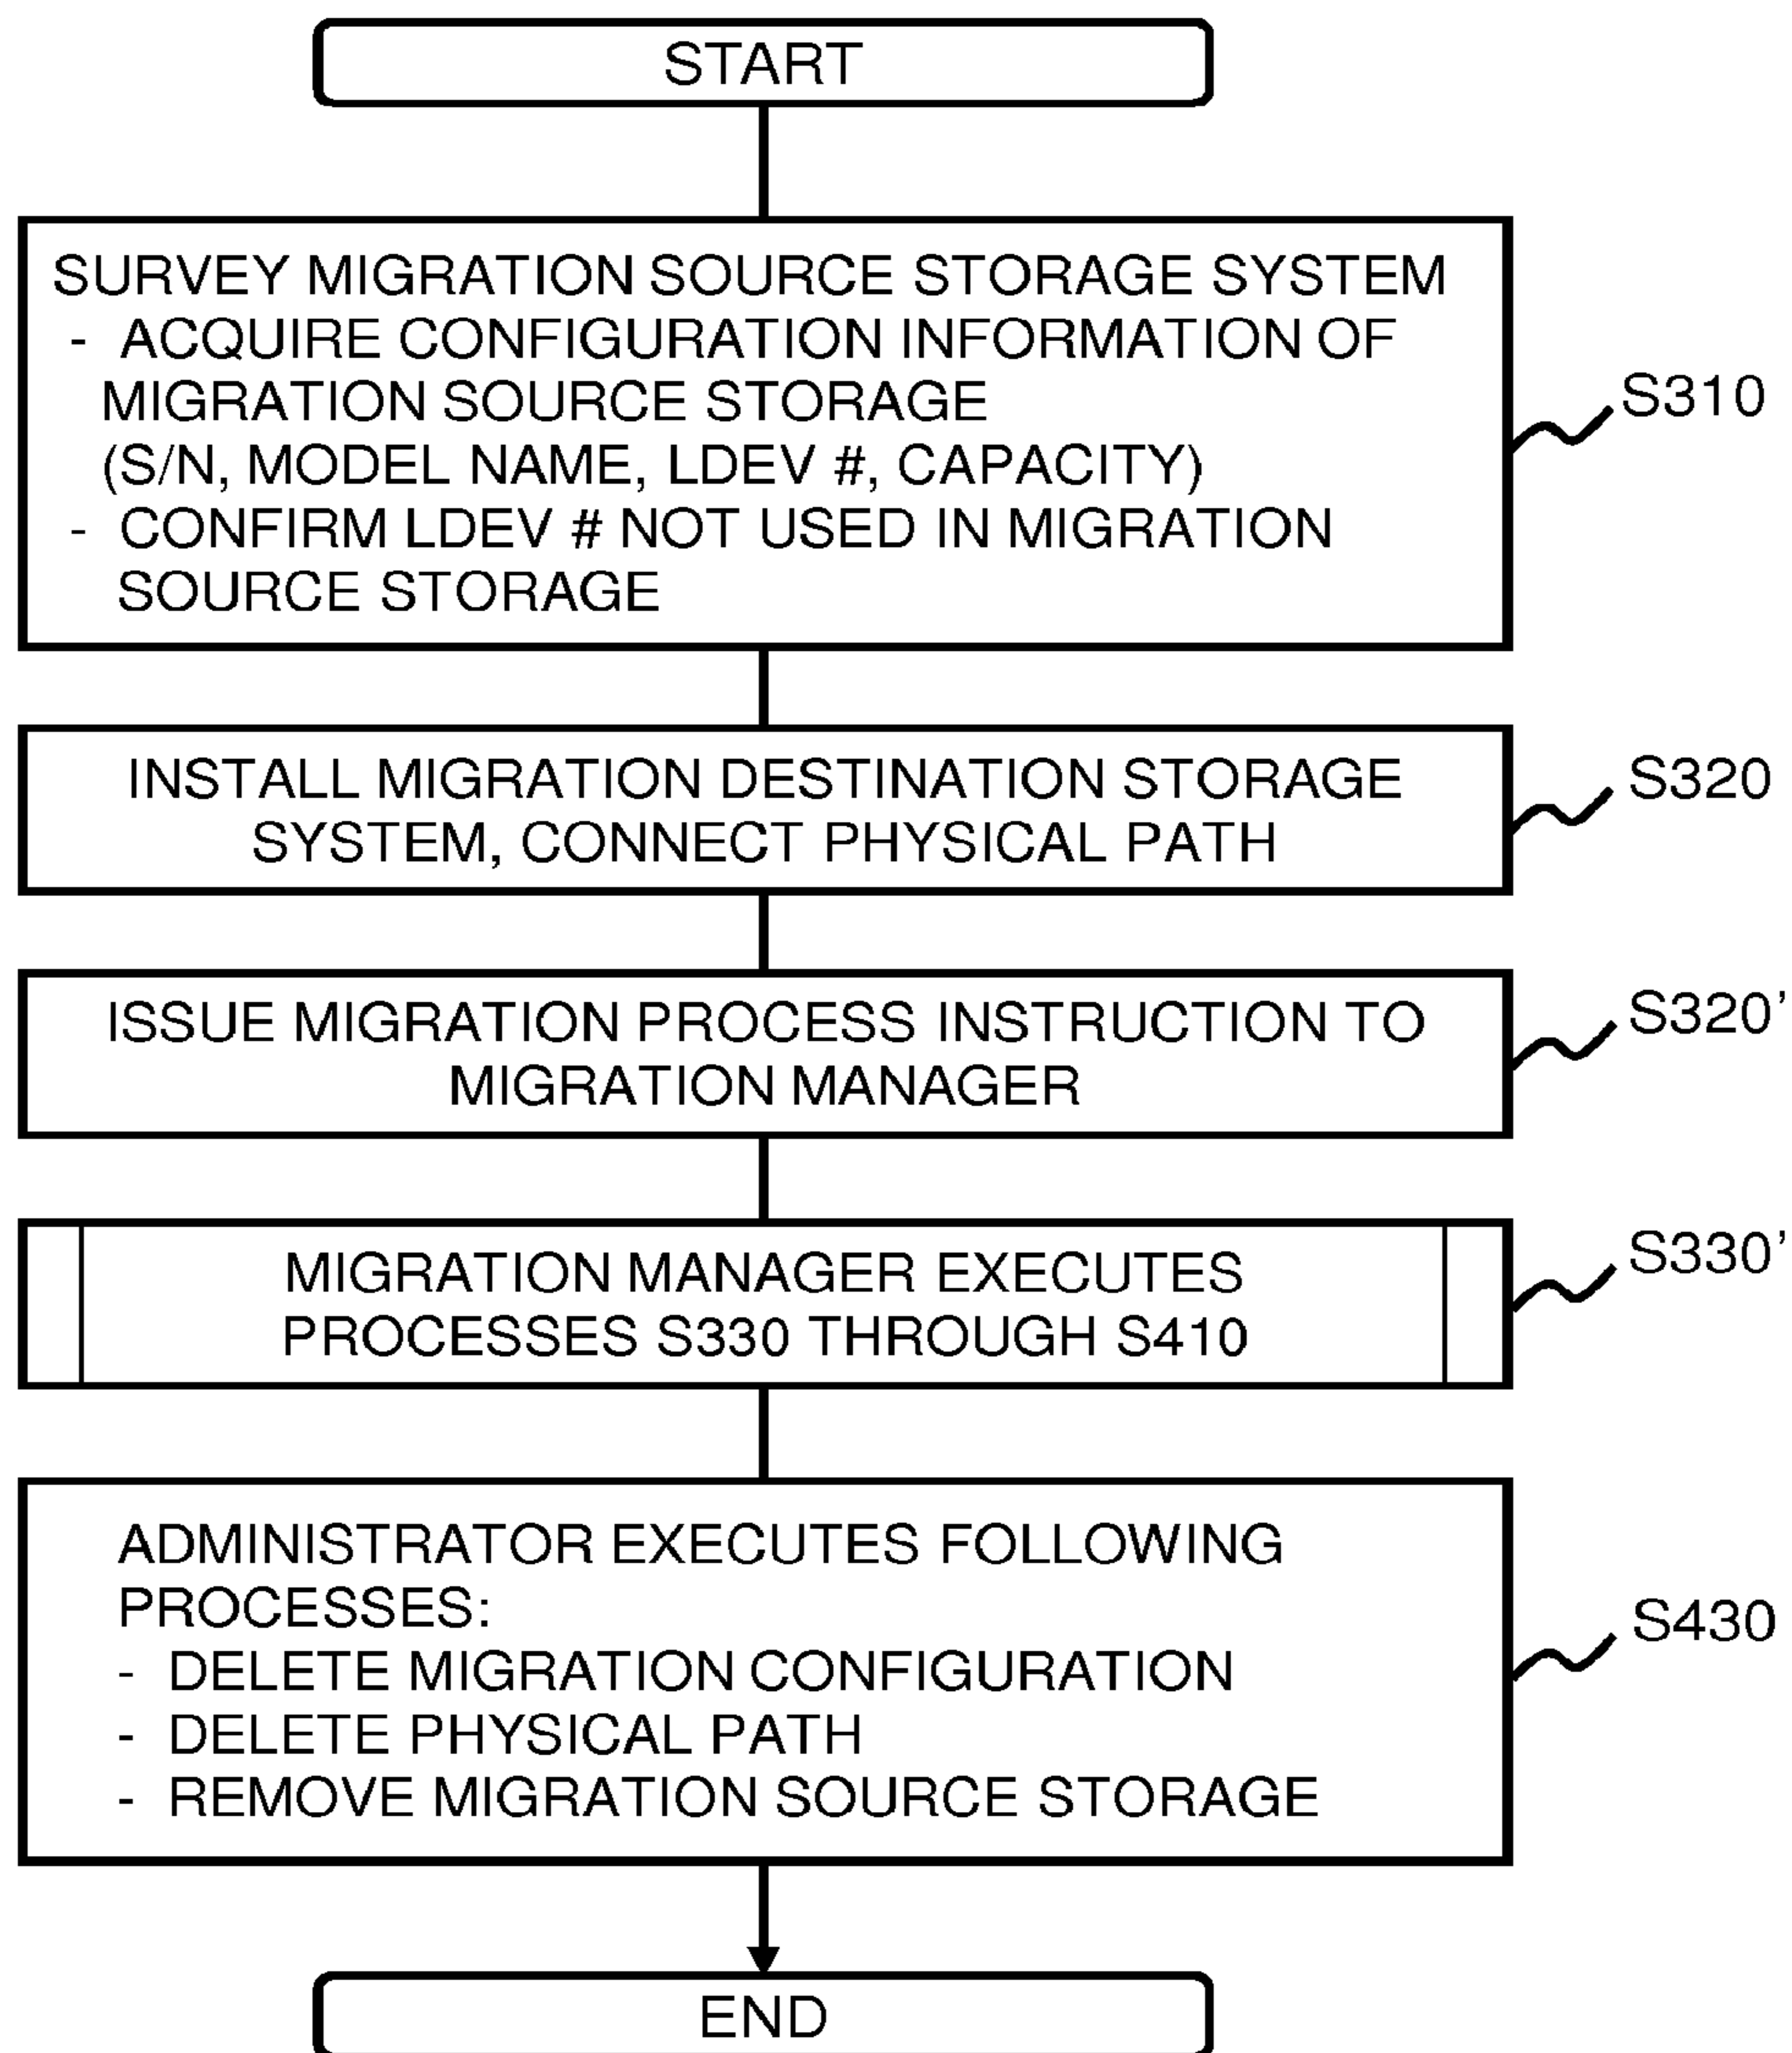 START
SURVEY MIGRATION SOURCE STORAGE SYSTEM
- ACQUIRE CONFIGURATION INFORMATION OF
MIGRATION SOURCE STORAGE
(S/N, MODEL NAME, LDEV #, CAPACITY)
- CONFIRM LDEV # NOT USED IN MIGRATION
SOURCE STORAGE
S310
INSTALL MIGRATION DESTINATION STORAGE
SYSTEM, CONNECT PHYSICAL PATH
S320
ISSUE MIGRATION PROCESS INSTRUCTION TO
MIGRATION MANAGER
S320'
MIGRATION MANAGER EXECUTES
PROCESSES S330 THROUGH S410
S330'
ADMINISTRATOR EXECUTES FOLLOWING
PROCESSES:
- DELETE MIGRATION CONFIGURATION
- DELETE PHYSICAL PATH
- REMOVE MIGRATION SOURCE STORAGE
S430
END